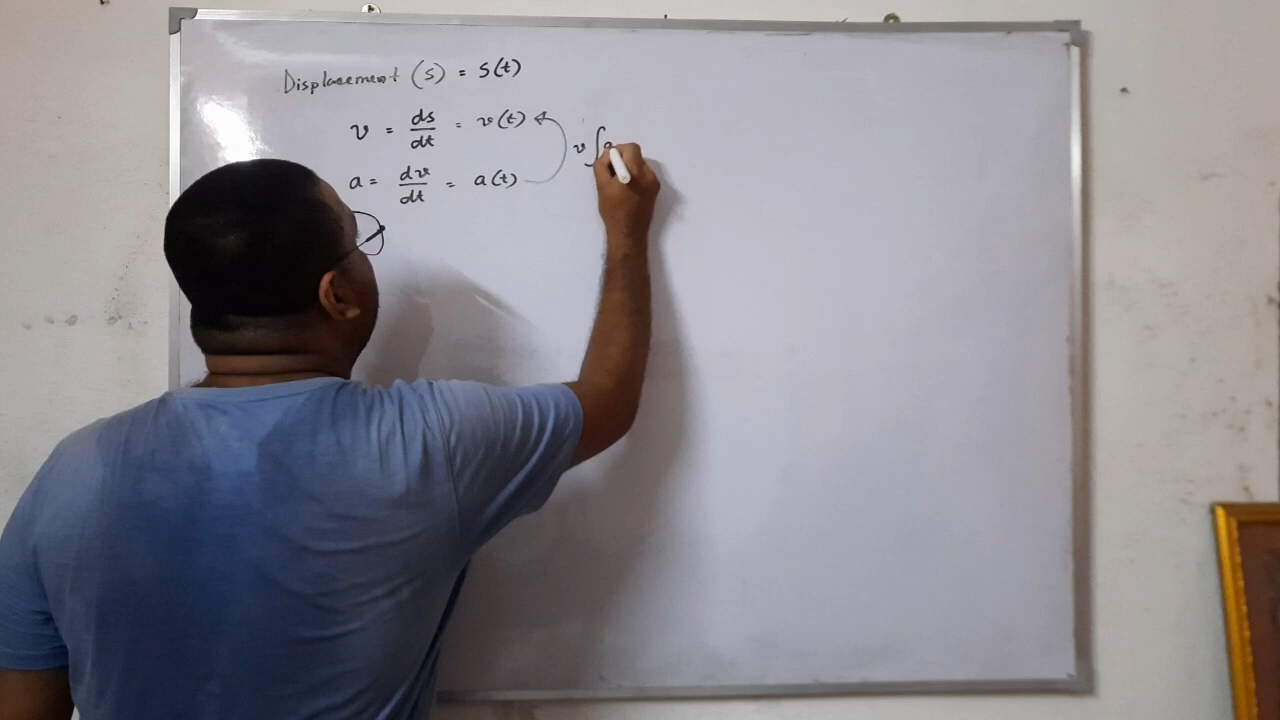 Displacement (s) = s(t)
v = ds/dt = v(t)
v ∫a
a = dv/dt = a(t)